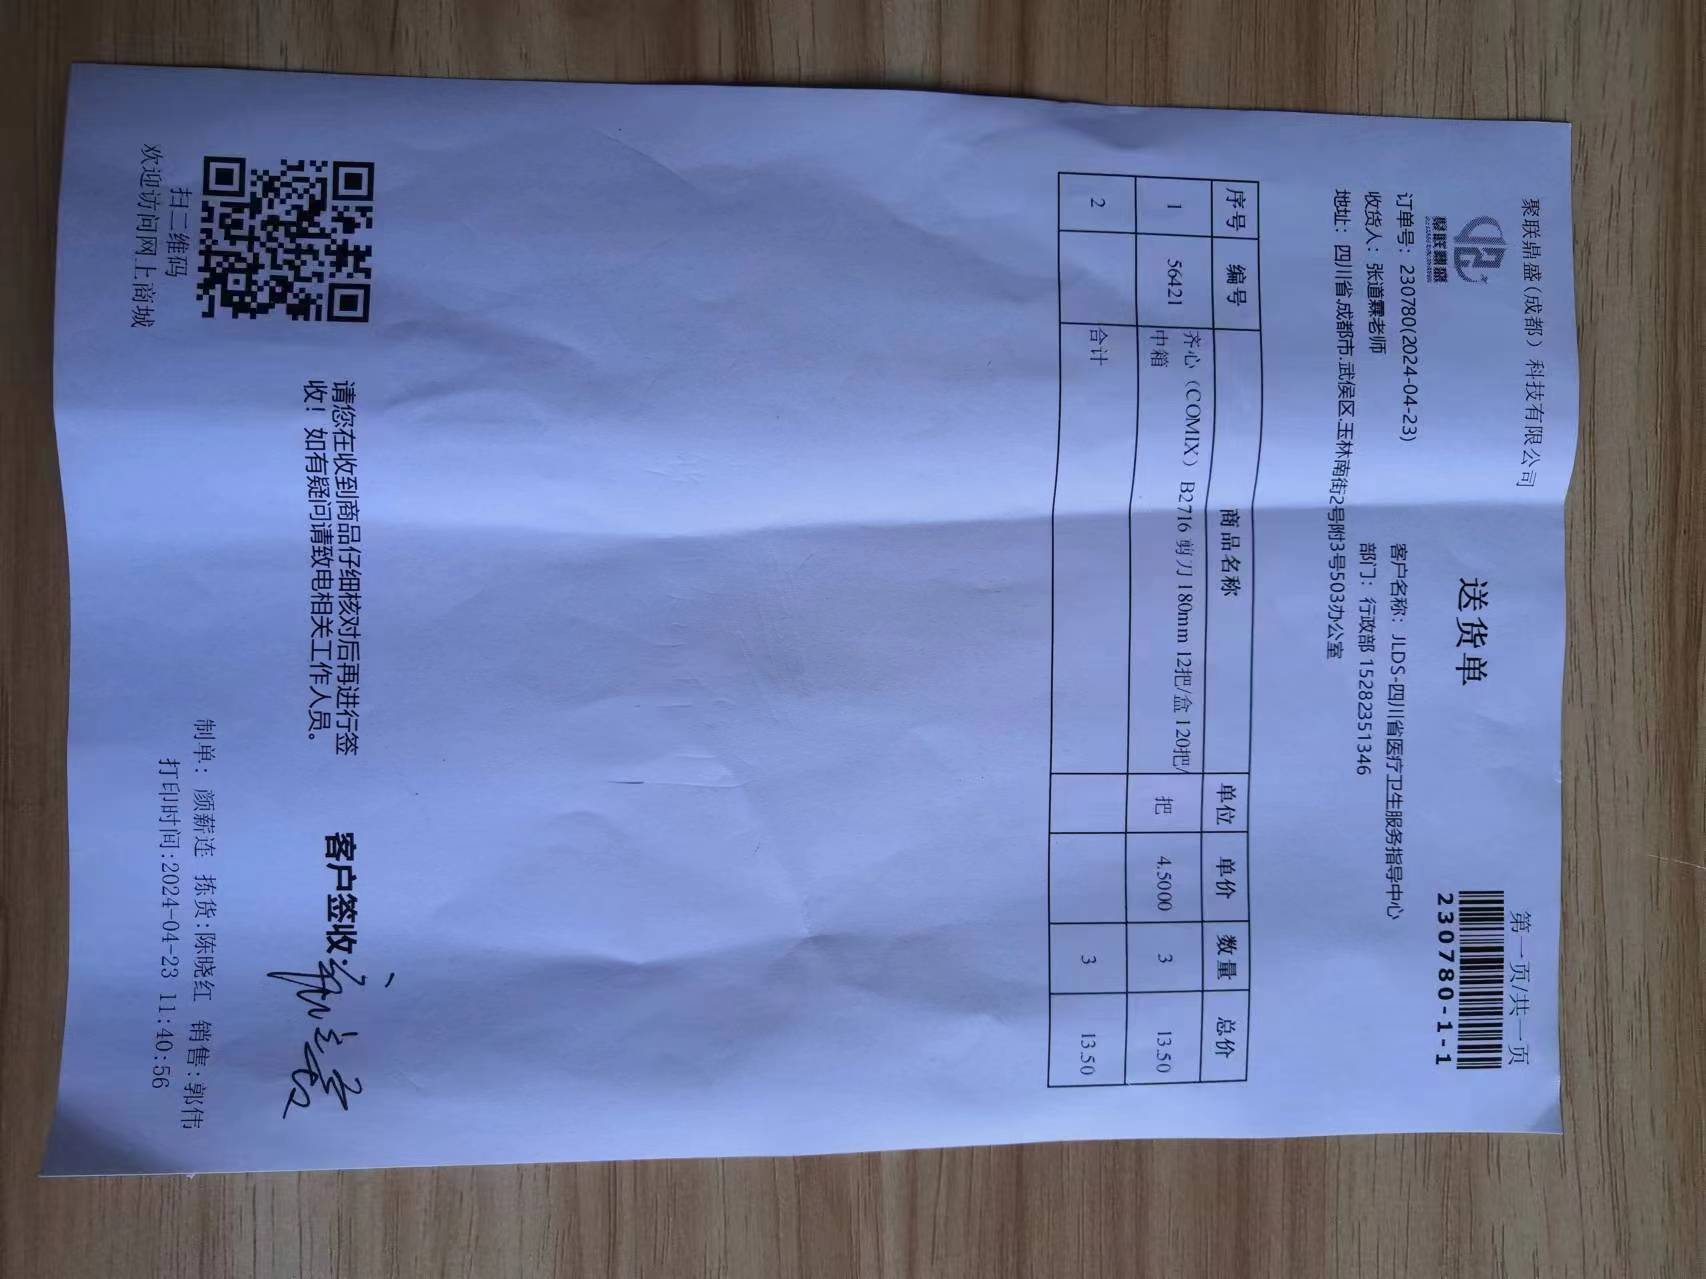 聚联鼎盛(成都)科技有限公司
第一页/共一页
聚联鼎盛
送货单
230780-1-1
订单号：230780(2024-04-23)
客户名称：JLDS-四川省医疗卫生服务指导中心
收货人：张道霖老师
部门：行政部 15282351346
地址：四川省.成都市.武侯区.玉林南街2号附3号503办公室
序号 编号 商品名称 单位 单价 数量 总价
1 56421 齐心（COMIX）B2716 剪刀 180mm 12把/盒 120把/ 把 4.5000 3 13.50
中箱
2 合计 3 13.50
请您在收到商品仔细核对后再进行签
收！如有疑问请致电相关工作人员。
客户签收:
扫二维码
欢迎访问网上商城
制单：颜薪连 拣货:陈晓红 销售:郭伟
打印时间:2024-04-23 11:40:56